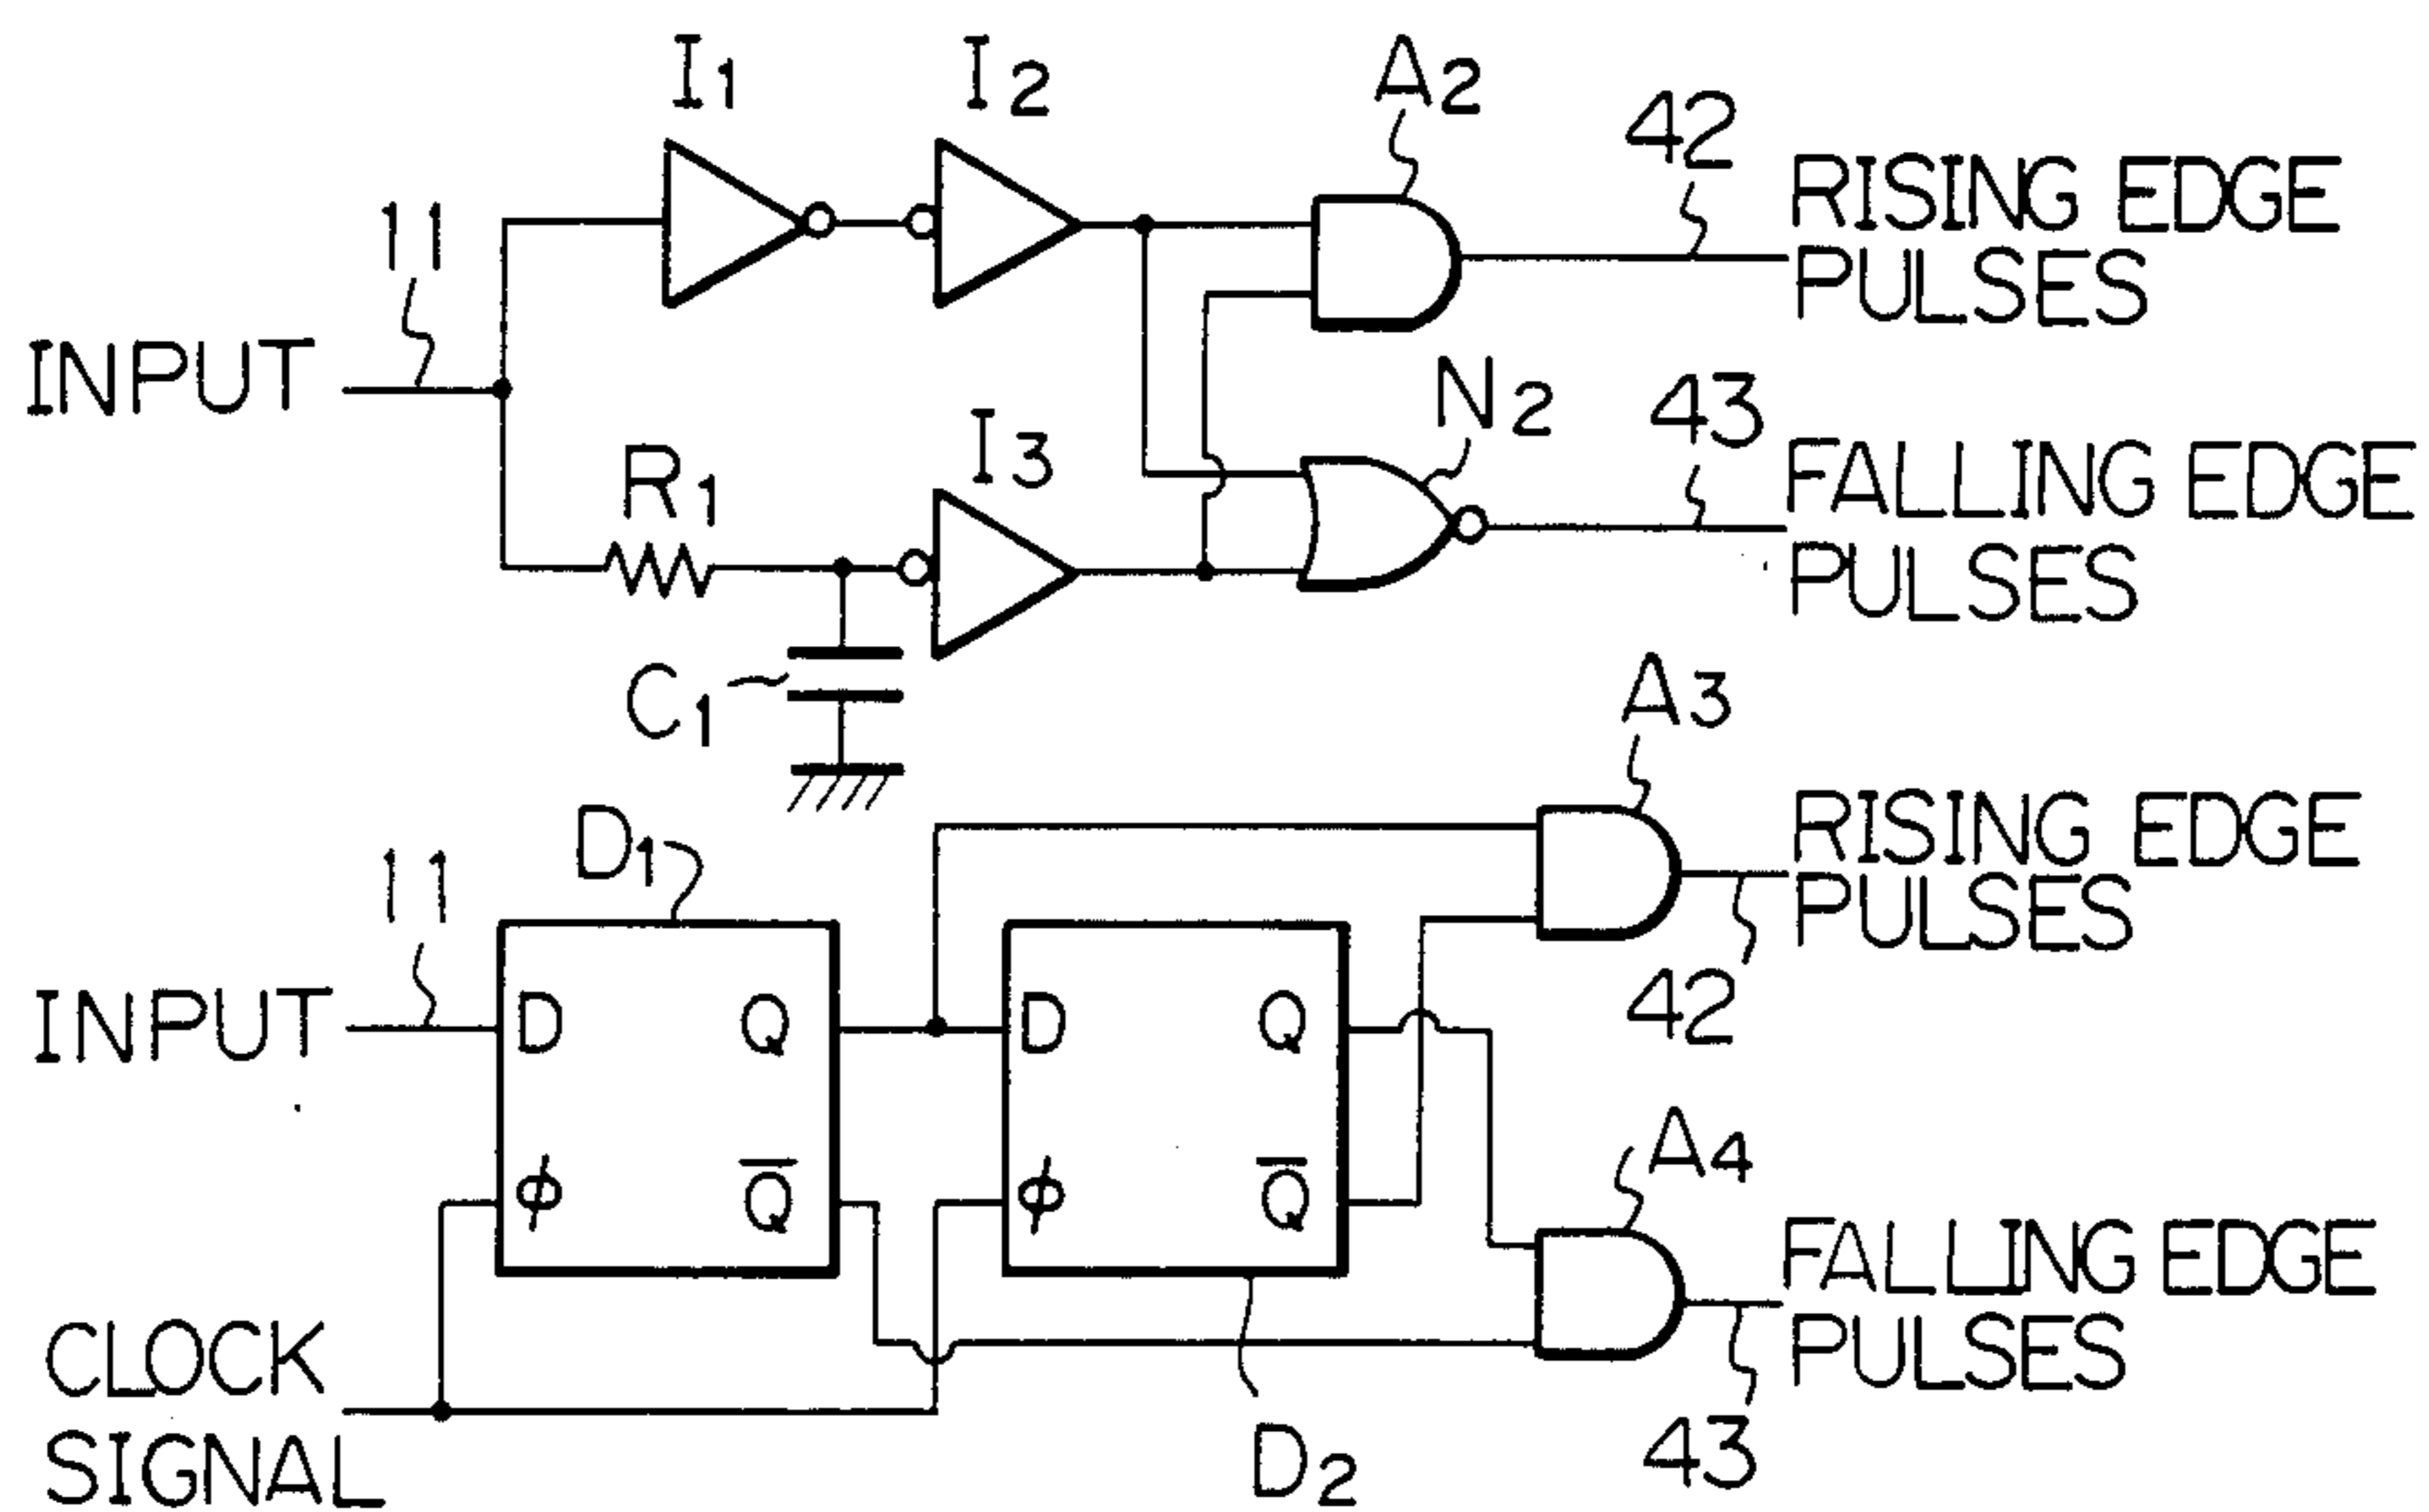 I1
I2
A2
42
RISING EDGE
PULSES
11
INPUT
N2
43
FALLING EDGE
PULSES
I3
R1
C1
A3
RISING EDGE
PULSES
42
D1
11
INPUT
D
Q
D
Q
ϕ
Q̅
ϕ
Q̅
A4
FALLING EDGE
PULSES
43
CLOCK
SIGNAL
D2